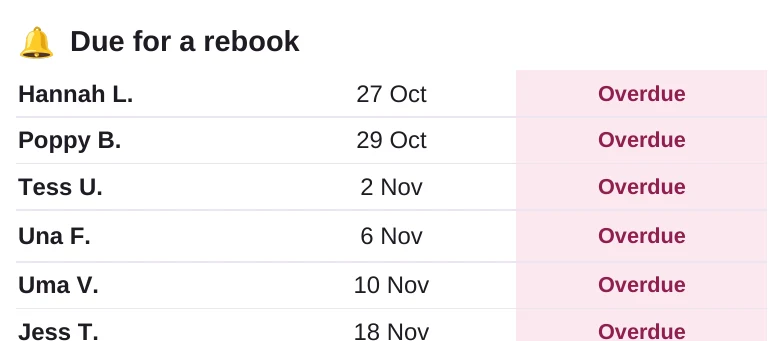 🔔 Due for a rebook
Hannah L. 27 Oct Overdue
Poppy B. 29 Oct Overdue
Tess U. 2 Nov Overdue
Una F. 6 Nov Overdue
Uma V. 10 Nov Overdue
Jess T. 18 Nov Overdue